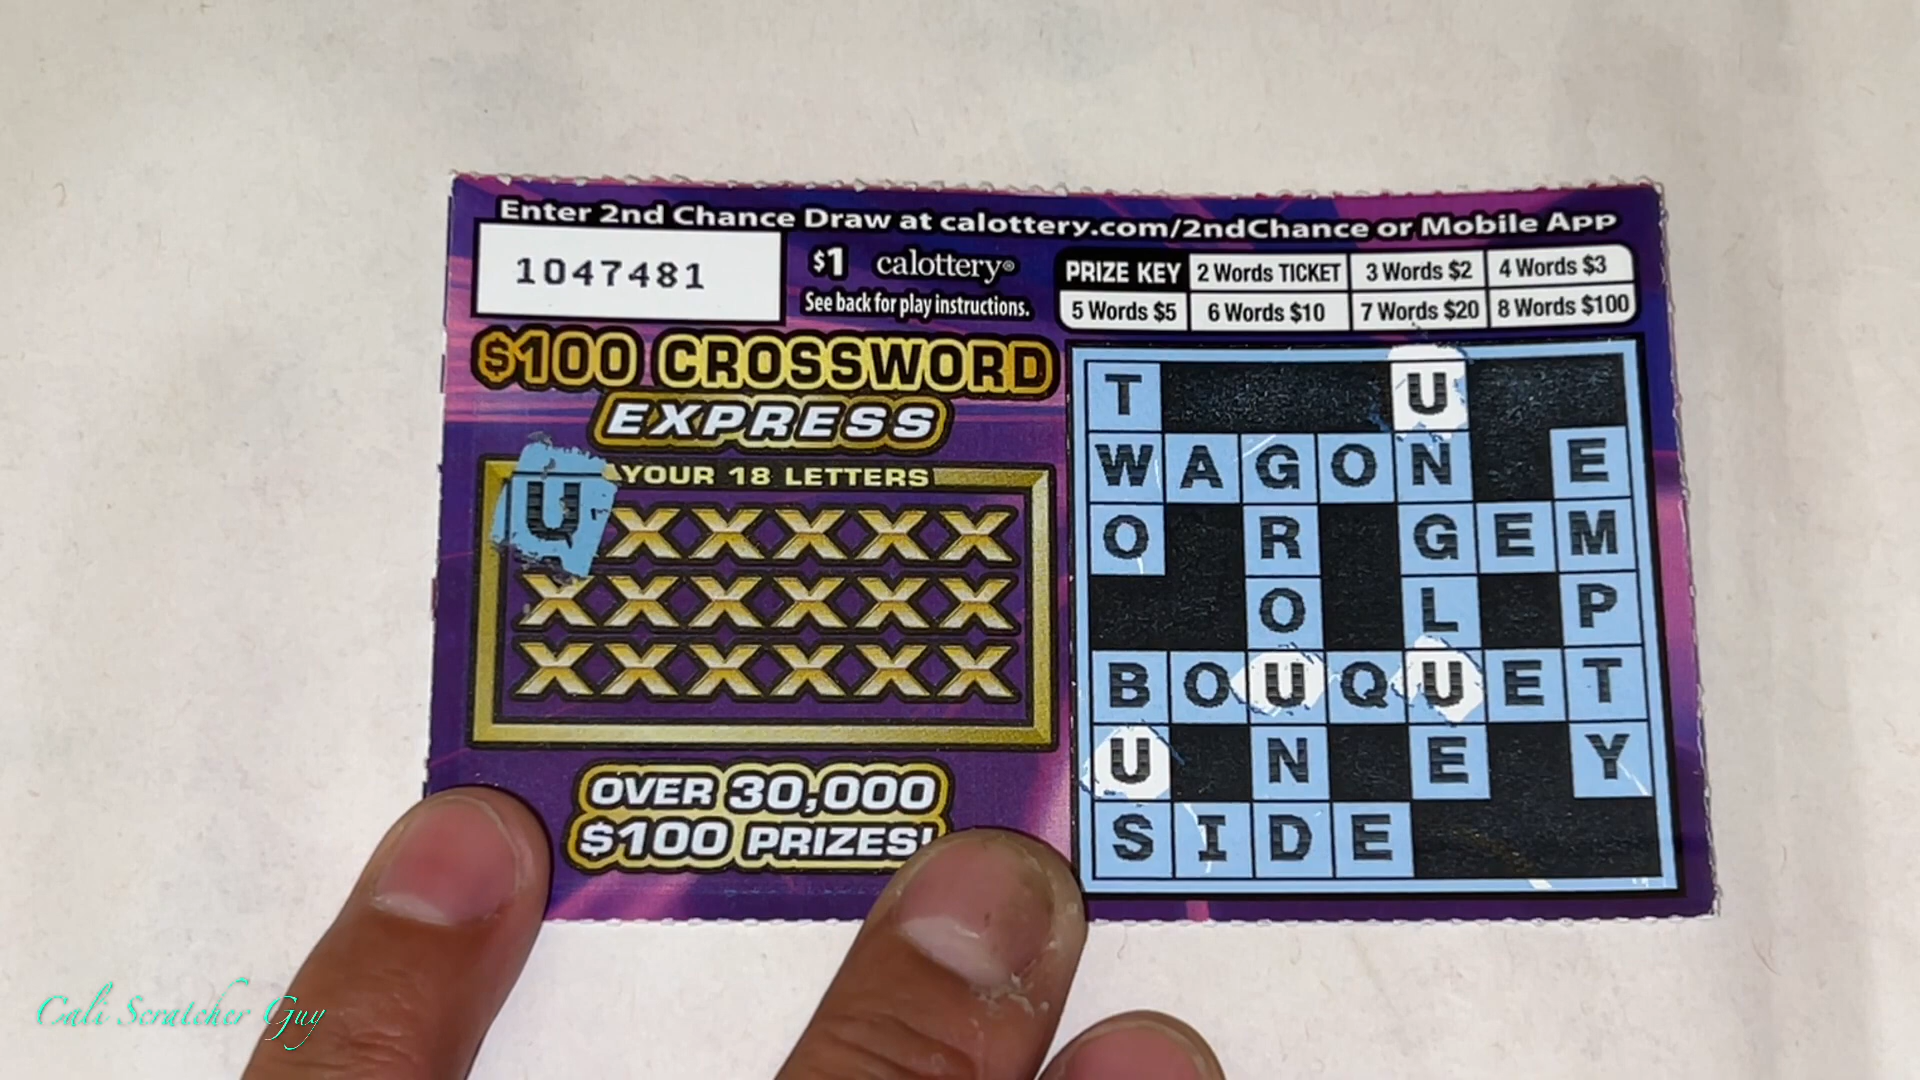 Enter 2nd Chance Draw at calottery.com/2ndChance or Mobile App
1047481
$1 calottery®
See back for play instructions.
PRIZE KEY 2 Words TICKET 3 Words $2 4 Words $3
5 Words $5 6 Words $10 7 Words $20 8 Words $100
$100 CROSSWORD
EXPRESS
YOUR 18 LETTERS
U X X X X X
X X X X X X
X X X X X X
OVER 30,000
$100 PRIZES!
T U
W A G O N E
O R G E M
O L P
B O U Q U E T
U N E Y
S I D E
Cali Scratcher Guy